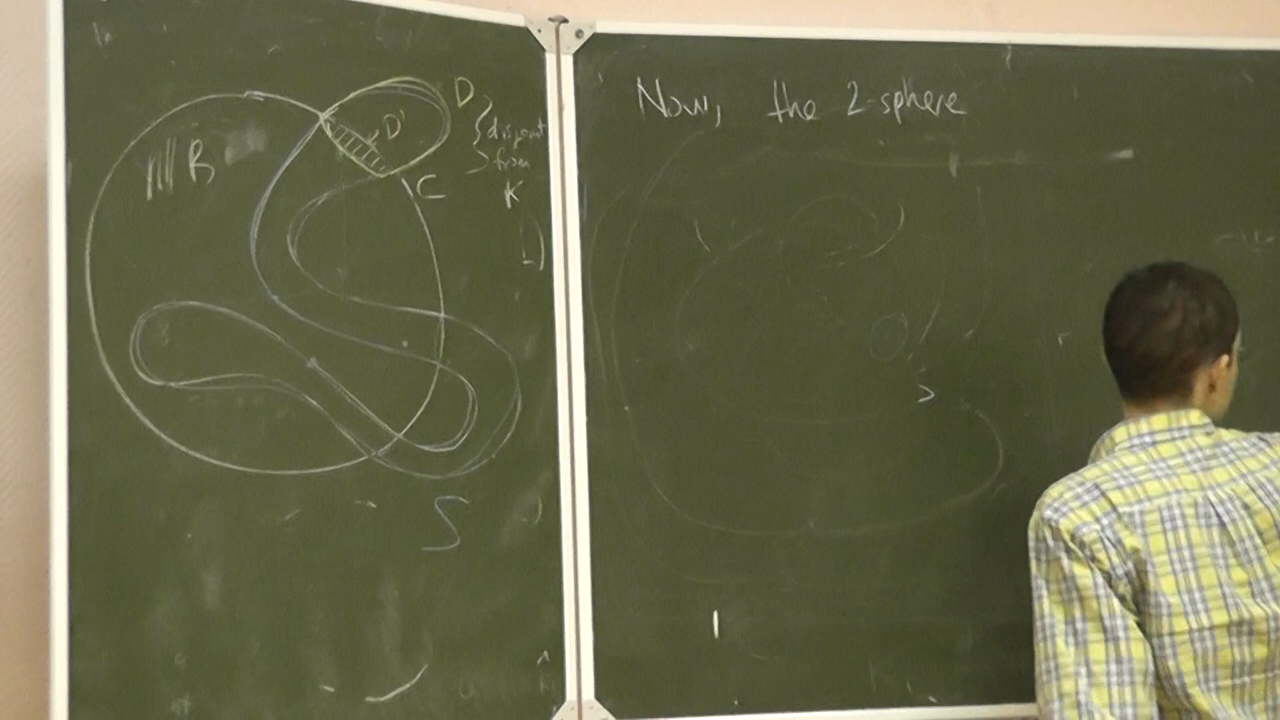 D
D'
B
{disjoint
from
K
C
S
Now, the 2-sphere